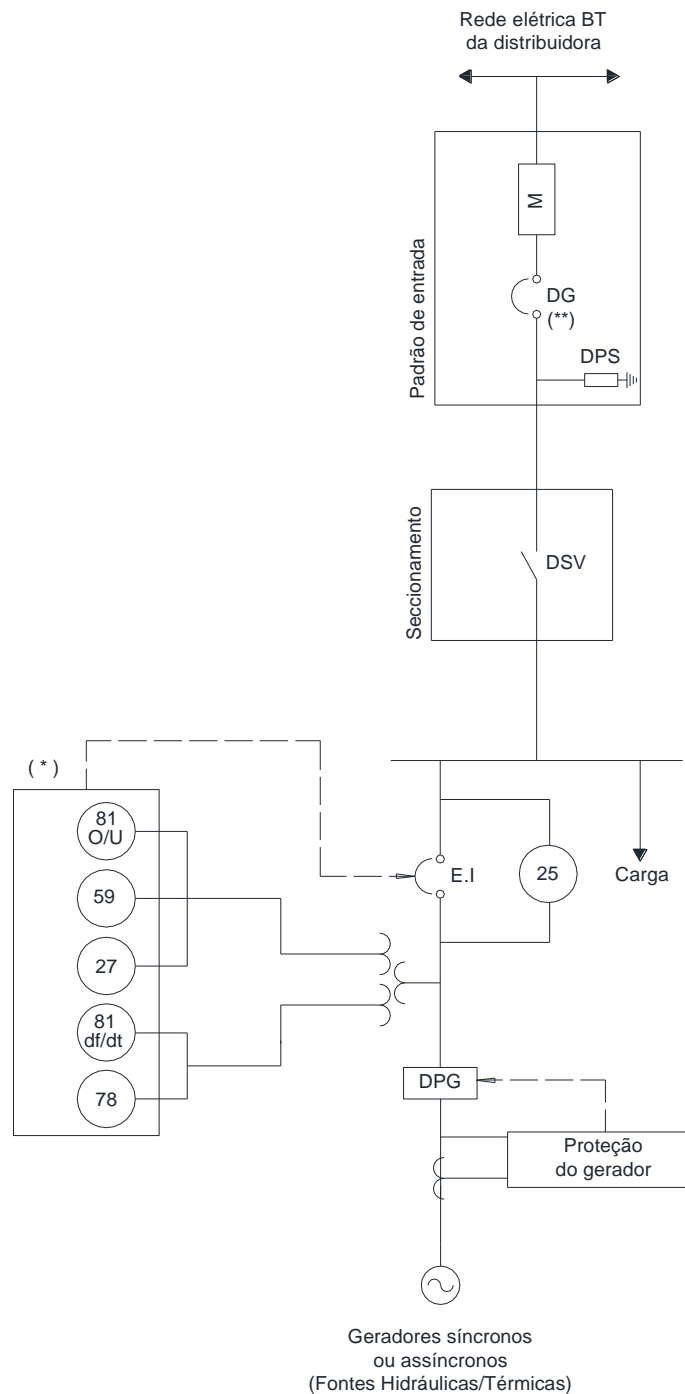 Rede elétrica BT
da distribuidora
Padrão de entrada
M
DG
(**)
DPS
Seccionamento
DSV
( * )
81
O/U
59
27
81
df/dt
78
E.I
25
Carga
DPG
Proteção
do gerador
Geradores síncronos
ou assíncronos
(Fontes Hidráulicas/Térmicas)